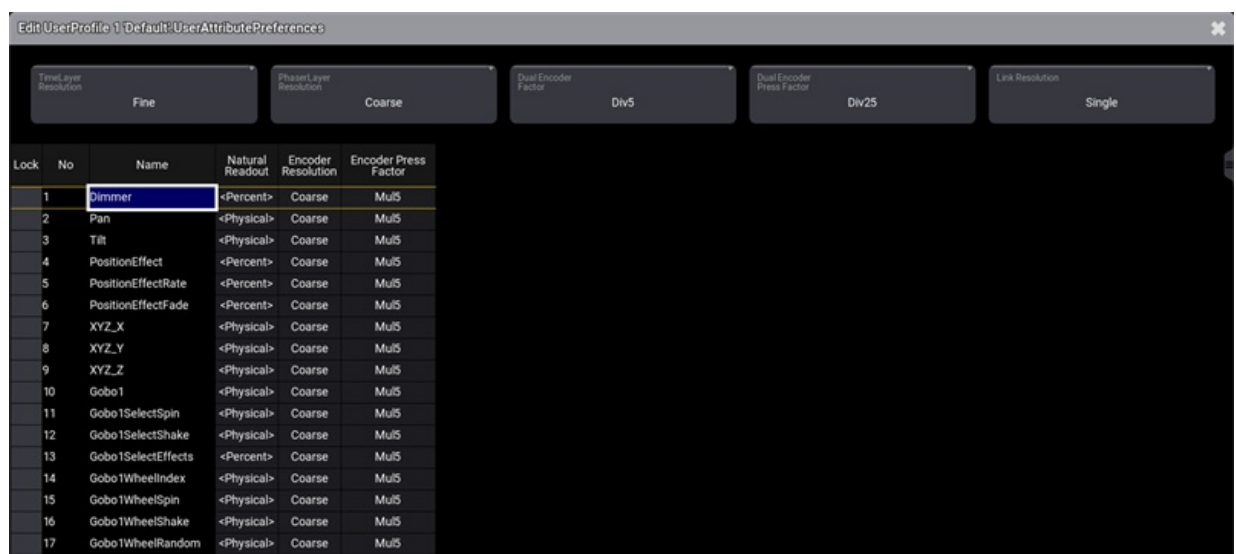 Edit UserProfile 1 'Default' UserAttributePreferences
TimeLayer Resolution Fine
PhaserLayer Resolution Coarse
Dual Encoder Factor Div5
Dual Encoder Press Factor Div25
Link Resolution Single
Lock No Name Natural Readout Encoder Resolution Encoder Press Factor
1 Dimmer <Percent> Coarse Mul5
2 Pan <Physical> Coarse Mul5
3 Tilt <Physical> Coarse Mul5
4 PositionEffect <Percent> Coarse Mul5
5 PositionEffectRate <Percent> Coarse Mul5
6 PositionEffectFade <Percent> Coarse Mul5
7 XYZ_X <Physical> Coarse Mul5
8 XYZ_Y <Physical> Coarse Mul5
9 XYZ_Z <Physical> Coarse Mul5
10 Gobo1 <Physical> Coarse Mul5
11 Gobo1SelectSpin <Physical> Coarse Mul5
12 Gobo1SelectShake <Physical> Coarse Mul5
13 Gobo1SelectEffects <Percent> Coarse Mul5
14 Gobo1WheelIndex <Physical> Coarse Mul5
15 Gobo1WheelSpin <Physical> Coarse Mul5
16 Gobo1WheelShake <Physical> Coarse Mul5
17 Gobo1WheelRandom <Physical> Coarse Mul5